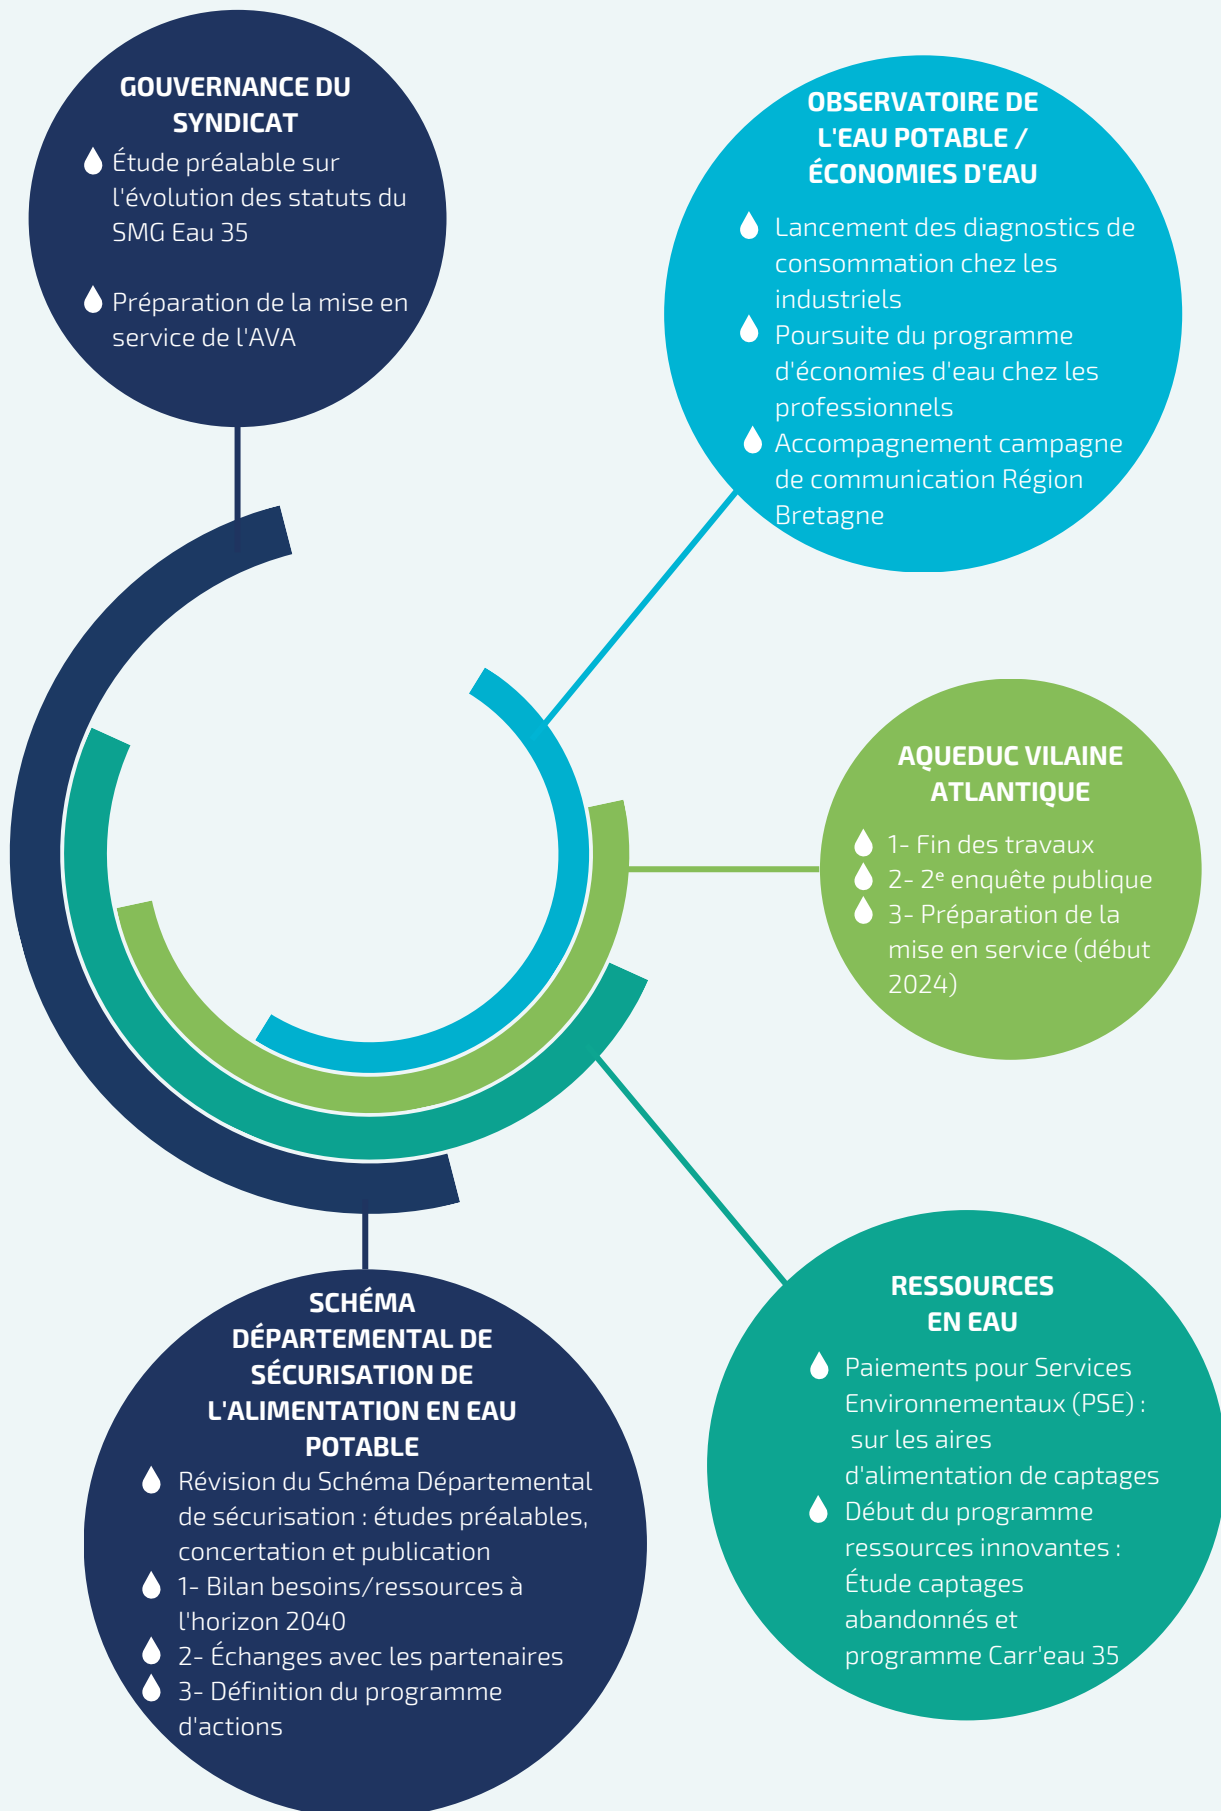 GOUVERNANCE DU
SYNDICAT
Étude préalable sur
l'évolution des statuts du
SMG Eau 35
Préparation de la mise en
service de l'AVA
OBSERVATOIRE DE
L'EAU POTABLE /
ÉCONOMIES D'EAU
Lancement des diagnostics de
consommation chez les
industriels
Poursuite du programme
d'économies d'eau chez les
professionnels
Accompagnement campagne
de communication Région
Bretagne
AQUEDUC VILAINE
ATLANTIQUE
1- Fin des travaux
2- 2ᵉ enquête publique
3- Préparation de la
mise en service (début
2024)
RESSOURCES
EN EAU
Paiements pour Services
Environnementaux (PSE) :
sur les aires
d'alimentation de captages
Début du programme
ressources innovantes :
Étude captages
abandonnés et
programme Carr'eau 35
SCHÉMA
DÉPARTEMENTAL DE
SÉCURISATION DE
L'ALIMENTATION EN EAU
POTABLE
Révision du Schéma Départemental
de sécurisation : études préalables,
concertation et publication
1- Bilan besoins/ressources à
l'horizon 2040
2- Échanges avec les partenaires
3- Définition du programme
d'actions